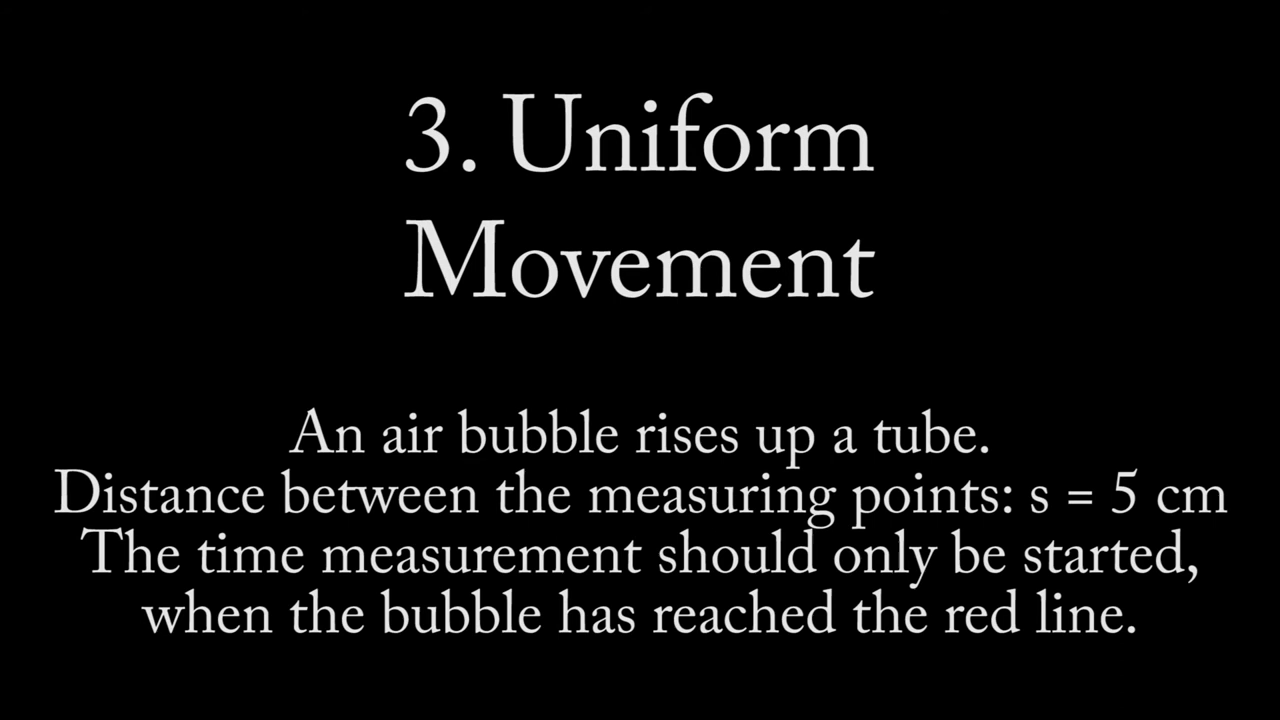 3. Uniform
Movement
An air bubble rises up a tube.
Distance between the measuring points: s = 5 cm
The time measurement should only be started,
when the bubble has reached the red line.